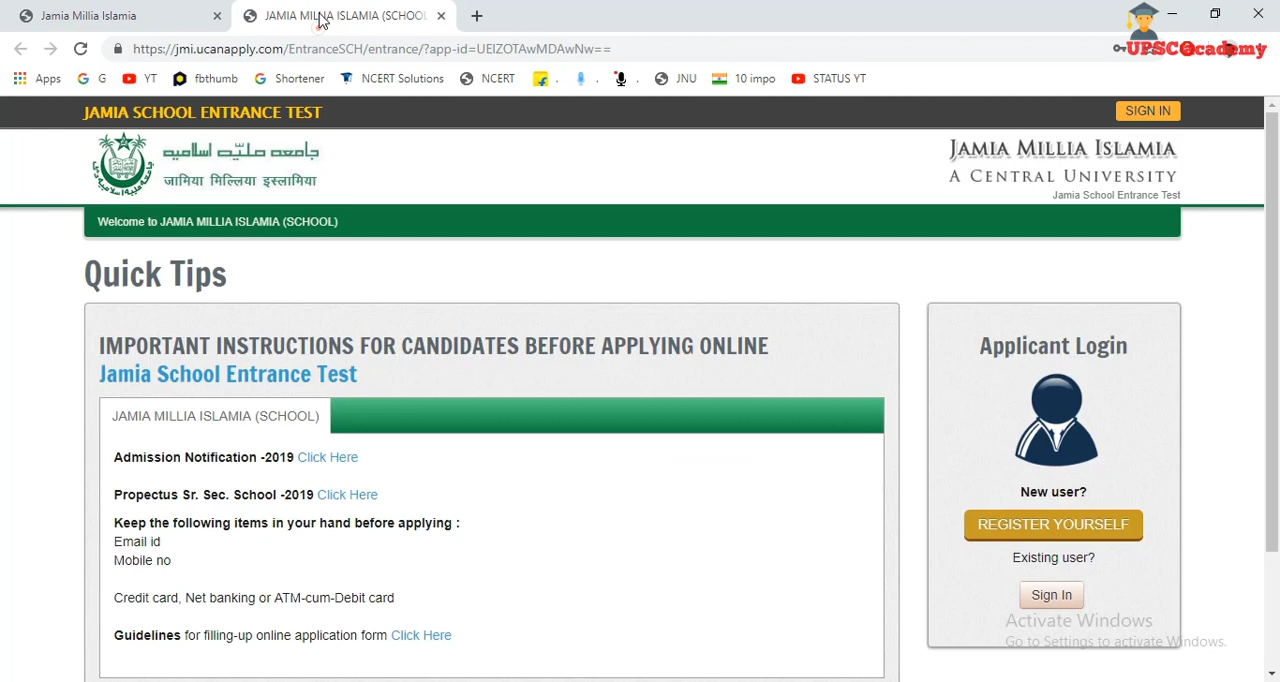 Jamia Millia Islamia
JAMIA MILLIA ISLAMIA (SCHOOL
https://jmi.ucanapply.com/EntranceSCH/entrance/?app-id=UEIZOTAwMDAwNw==
UPSCacademy
Apps G YT fbthumb Shortener NCERT Solutions NCERT . . . JNU 10 impo STATUS YT
JAMIA SCHOOL ENTRANCE TEST
SIGN IN
جامعہ ملیہ اسلامیہ
जामिया मिल्लिया इस्लामिया
JAMIA MILLIA ISLAMIA
A CENTRAL UNIVERSITY
Jamia School Entrance Test
Welcome to JAMIA MILLIA ISLAMIA (SCHOOL)
Quick Tips
IMPORTANT INSTRUCTIONS FOR CANDIDATES BEFORE APPLYING ONLINE
Jamia School Entrance Test
JAMIA MILLIA ISLAMIA (SCHOOL)
Admission Notification -2019 Click Here
Propectus Sr. Sec. School -2019 Click Here
Keep the following items in your hand before applying :
Email id
Mobile no
Credit card, Net banking or ATM-cum-Debit card
Guidelines for filling-up online application form Click Here
Applicant Login
New user?
REGISTER YOURSELF
Existing user?
Sign In
Activate Windows
Go to Settings to activate Windows.